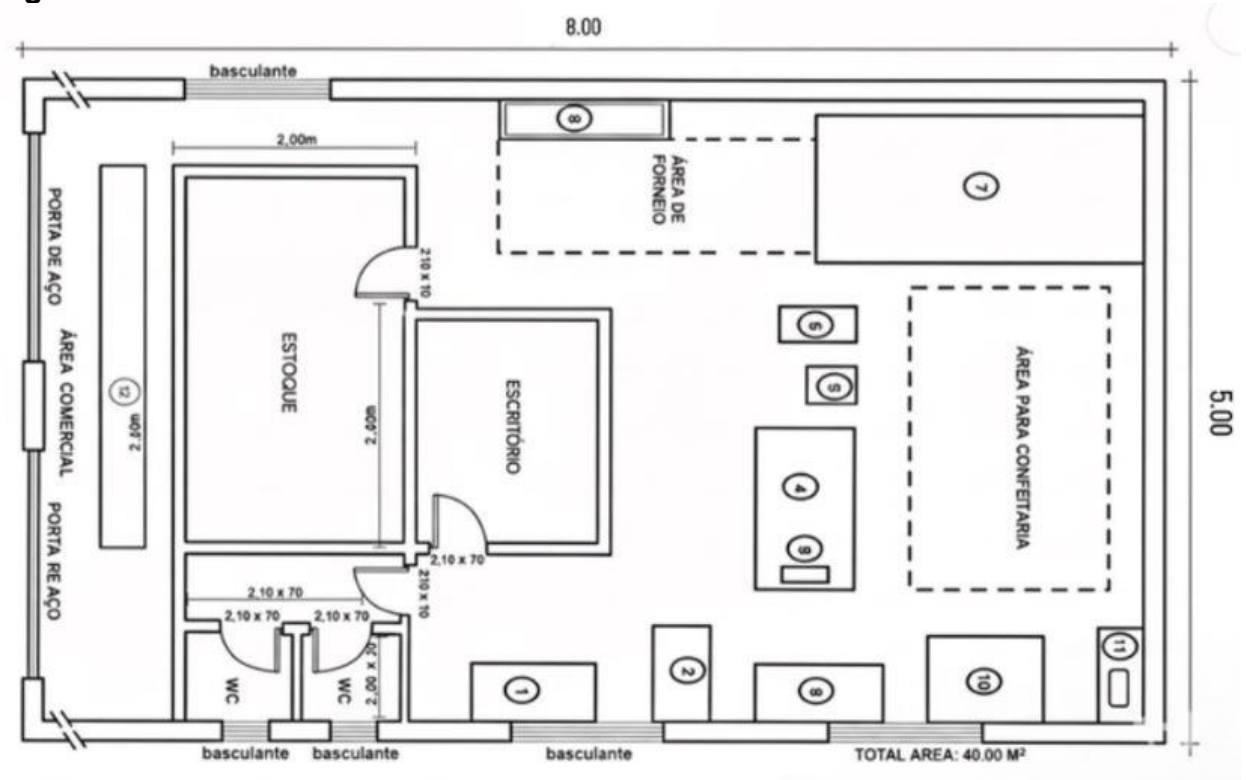 8.00
basculante
2,00m
8
7
ÁREA DE
FORNEIO
PORTA DE AÇO
210 x 10
6
ÁREA COMERCIAL
ESTOQUE
5
12
2,00m
2,00m
ESCRITÓRIO
ÁREA PARA CONFEITARIA
5.00
4
9
PORTA RE AÇO
2,10 x 70
210 x 10
2,10 x 70
2,10 x 70
2,10 x 70
2,00 x 20
WC
WC
1
2
8
10
11
basculante
basculante
basculante
TOTAL AREA: 40.00 M²